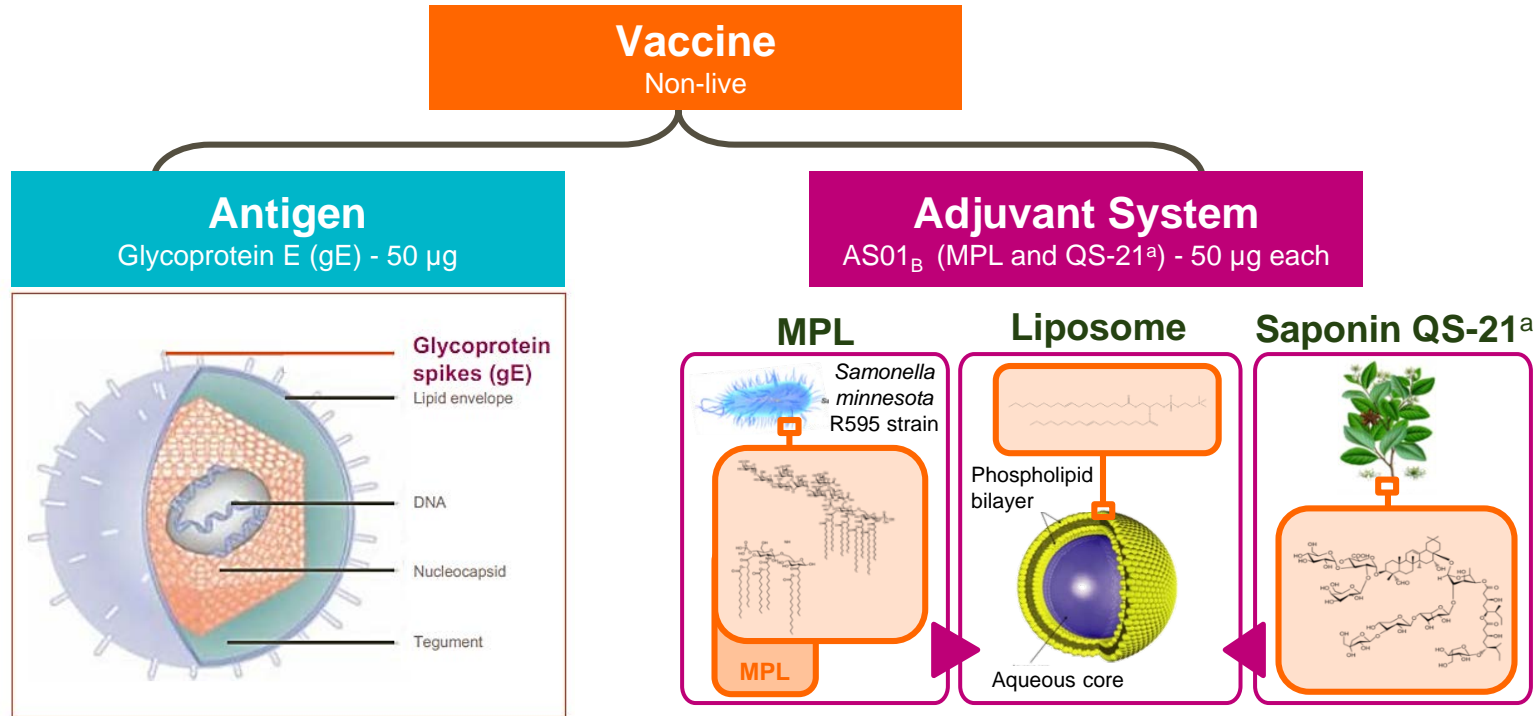 Vaccine
Non-live
Antigen
Glycoprotein E (gE) - 50 µg
Adjuvant System
AS01B (MPL and QS-21ᵃ) - 50 µg each
Glycoprotein
spikes (gE)
Lipid envelope
DNA
Nucleocapsid
Tegument
MPL
Samonella
minnesota
R595 strain
MPL
Liposome
Phospholipid
bilayer
Aqueous core
Saponin QS-21ᵃ